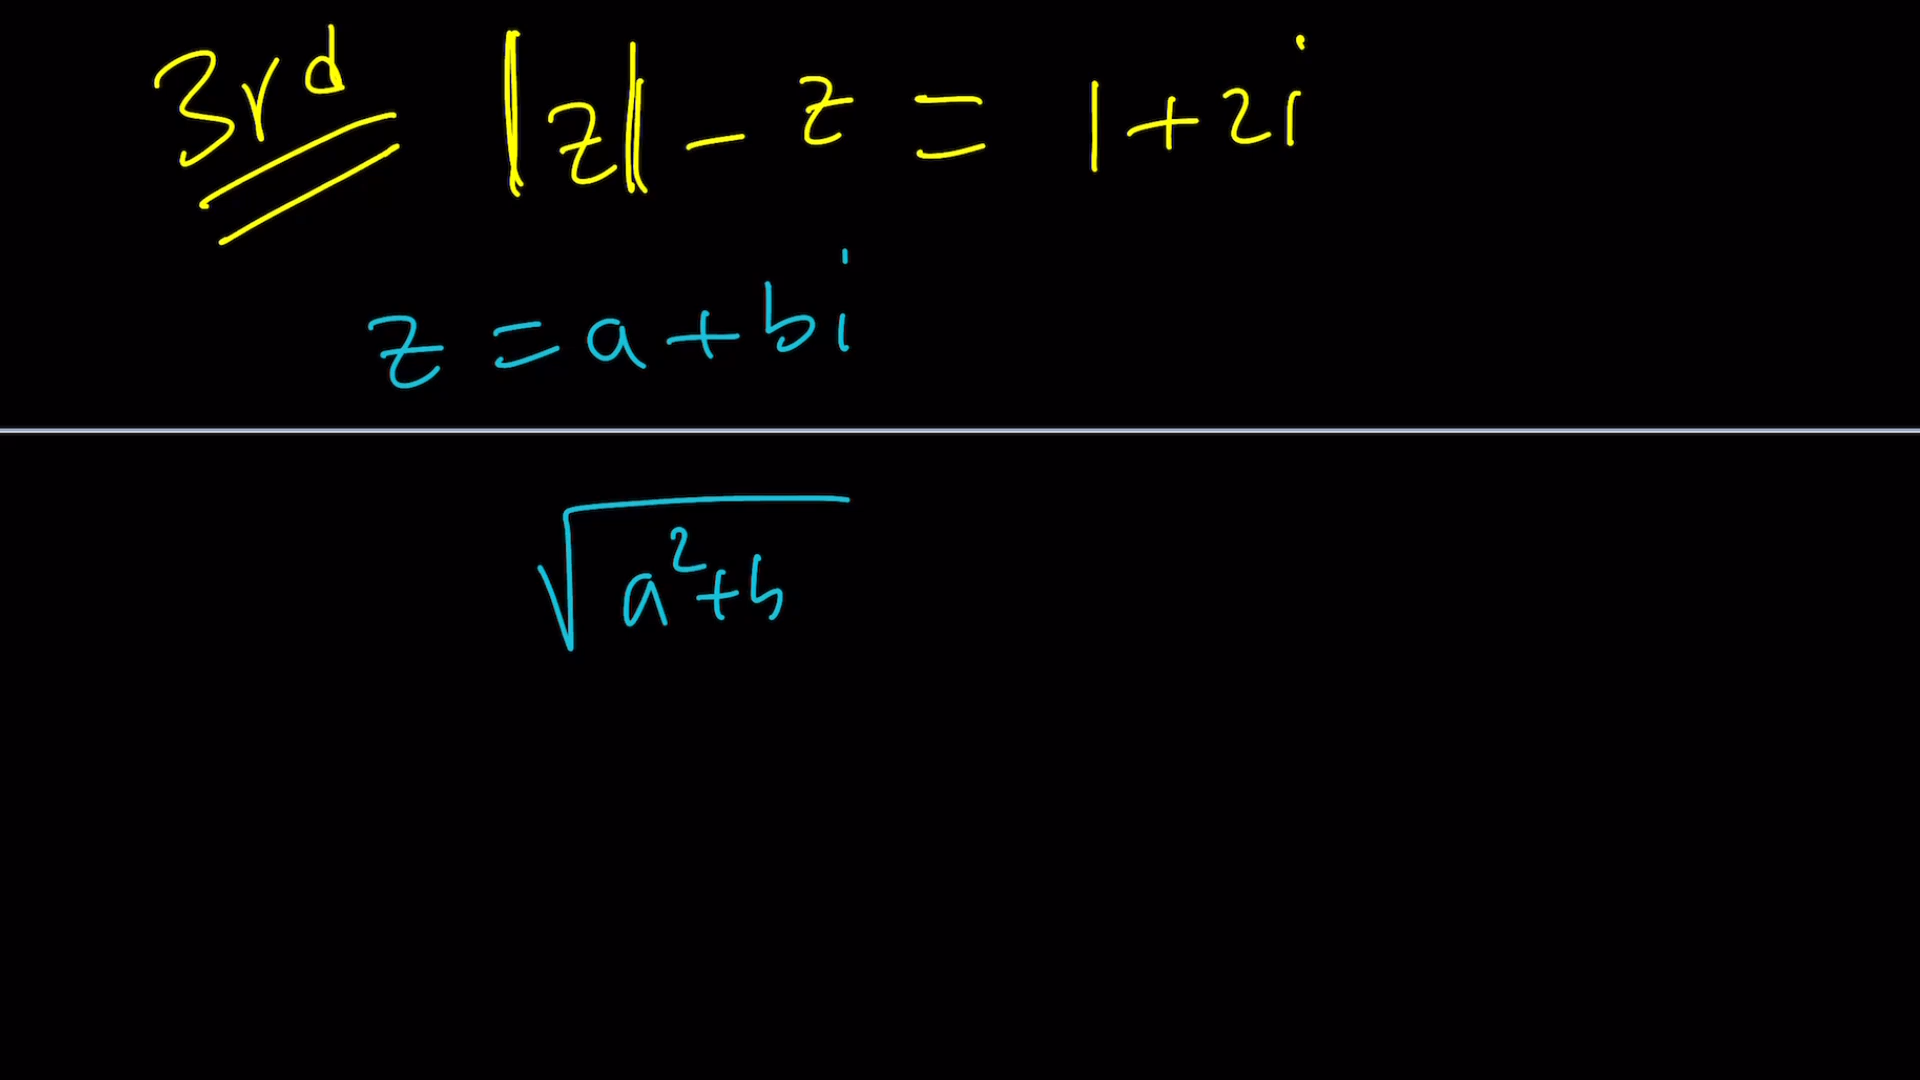 3rd |z| - z = 1+2i
z = a+bi
√a²+b